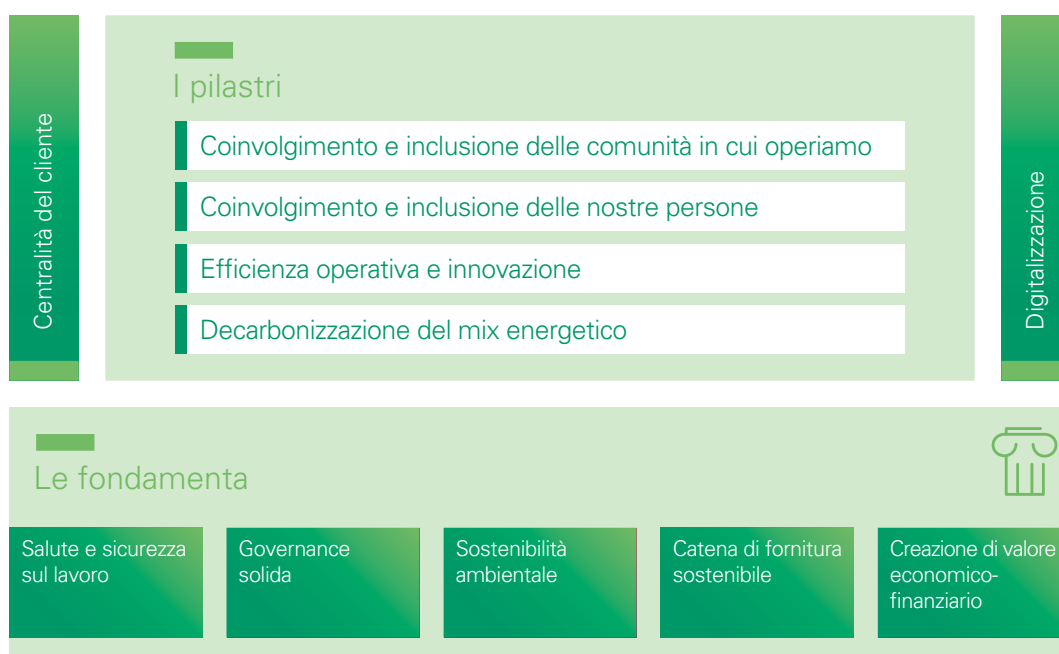 Centralità del cliente
I pilastri
Coinvolgimento e inclusione delle comunità in cui operiamo
Coinvolgimento e inclusione delle nostre persone
Efficienza operativa e innovazione
Decarbonizzazione del mix energetico
Digitalizzazione
Le fondamenta
Salute e sicurezza
sul lavoro
Governance
solida
Sostenibilità
ambientale
Catena di fornitura
sostenibile
Creazione di valore
economico-
finanziario